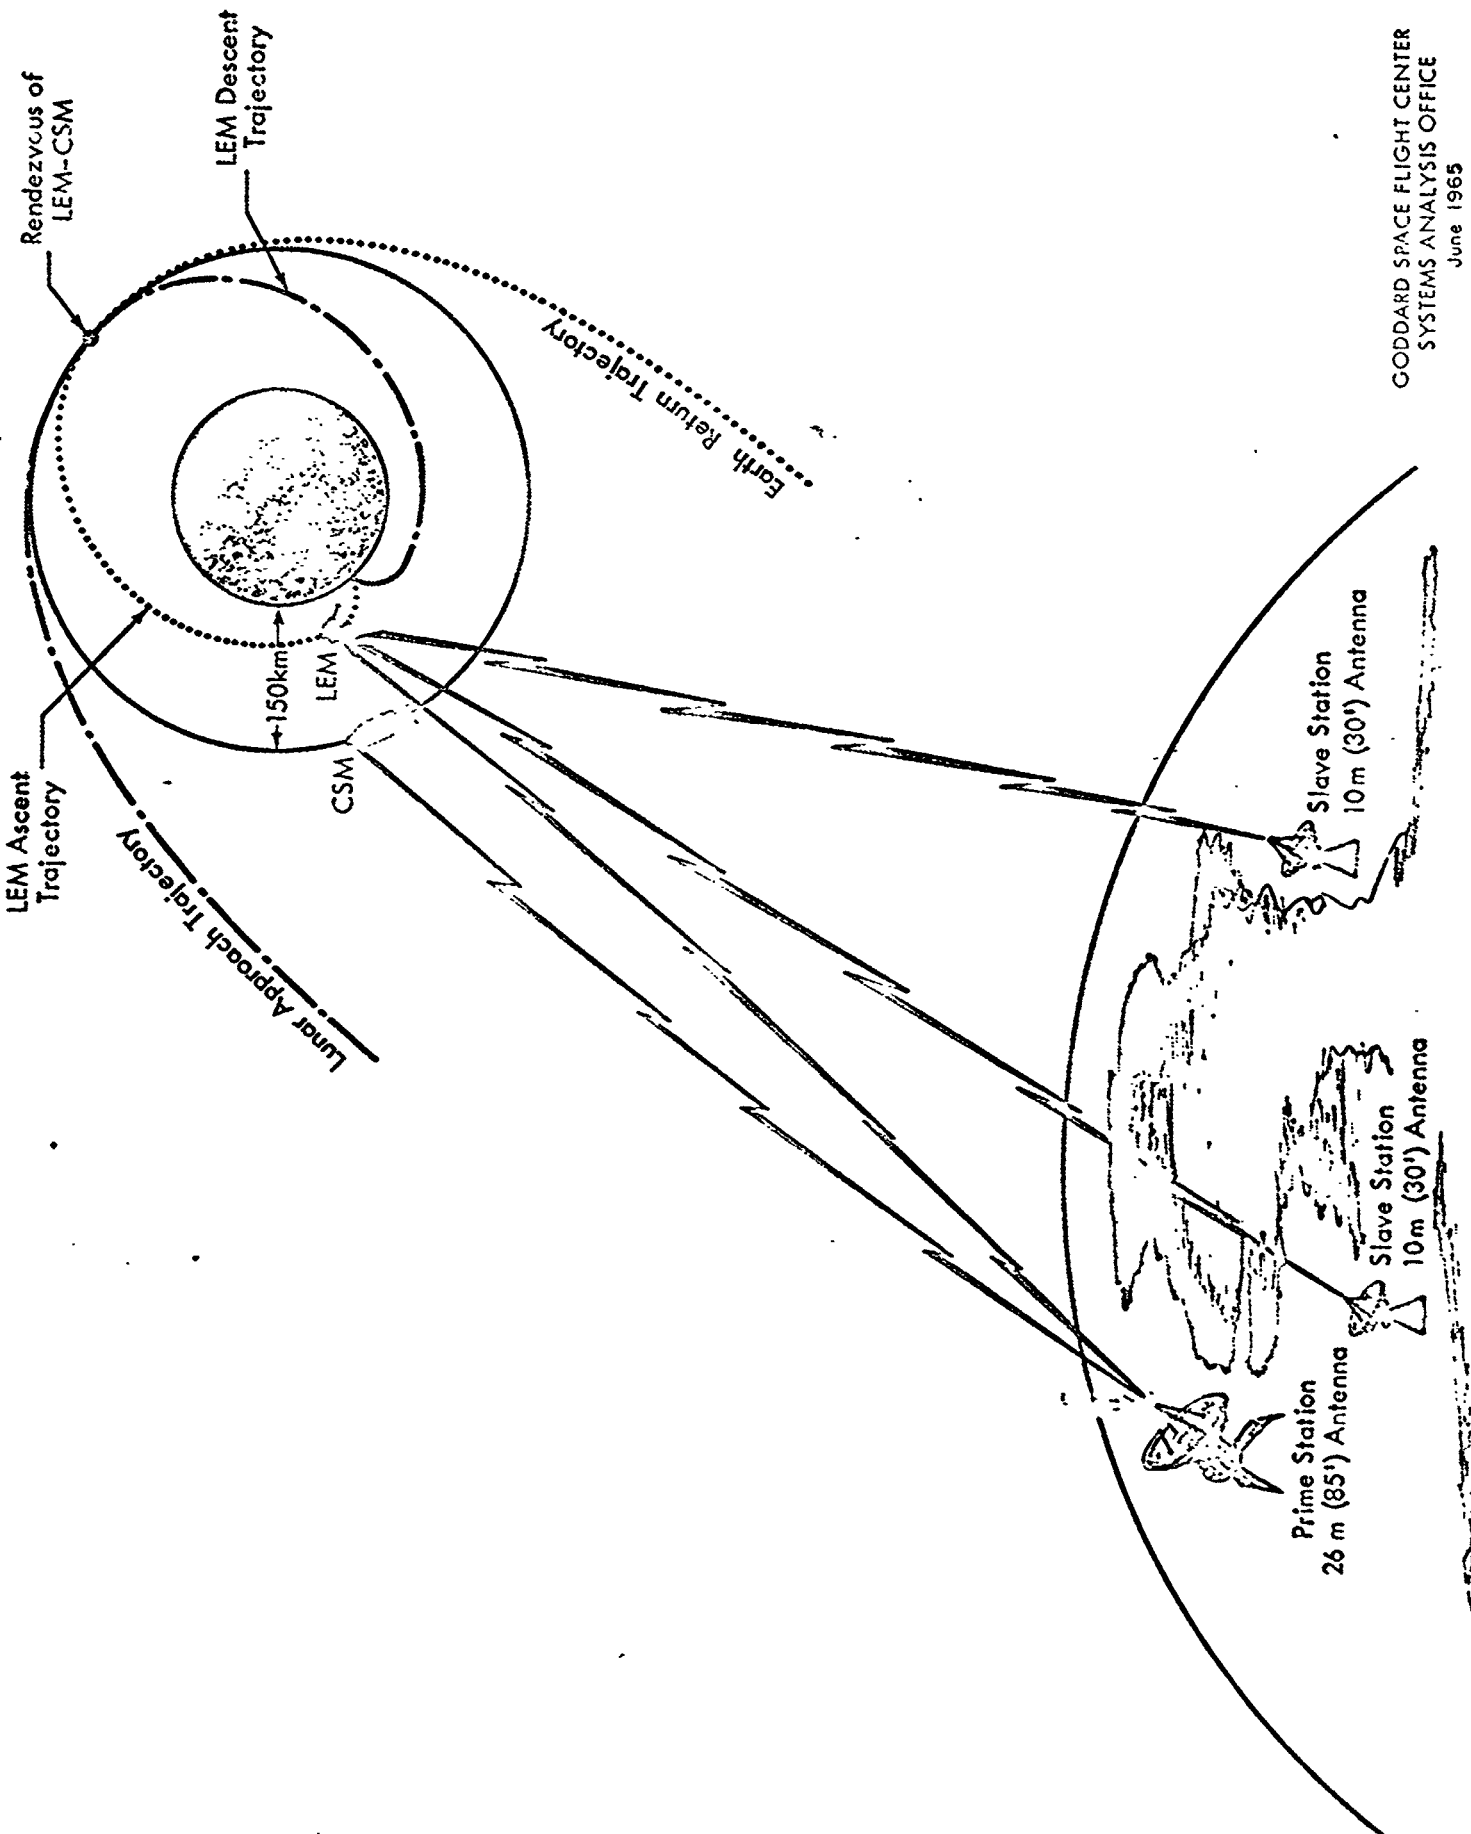 Rendezvous of
LEM-CSM
LEM Descent
Trajectory
LEM Ascent
Trajectory
Lunar Approach Trajectory
Earth Return Trajectory
150km
LEM
CSM
Prime Station
26 m (85') Antenna
Slave Station
10m (30') Antenna
Slave Station
10m (30') Antenna
GODDARD SPACE FLIGHT CENTER
SYSTEMS ANALYSIS OFFICE
June 1965